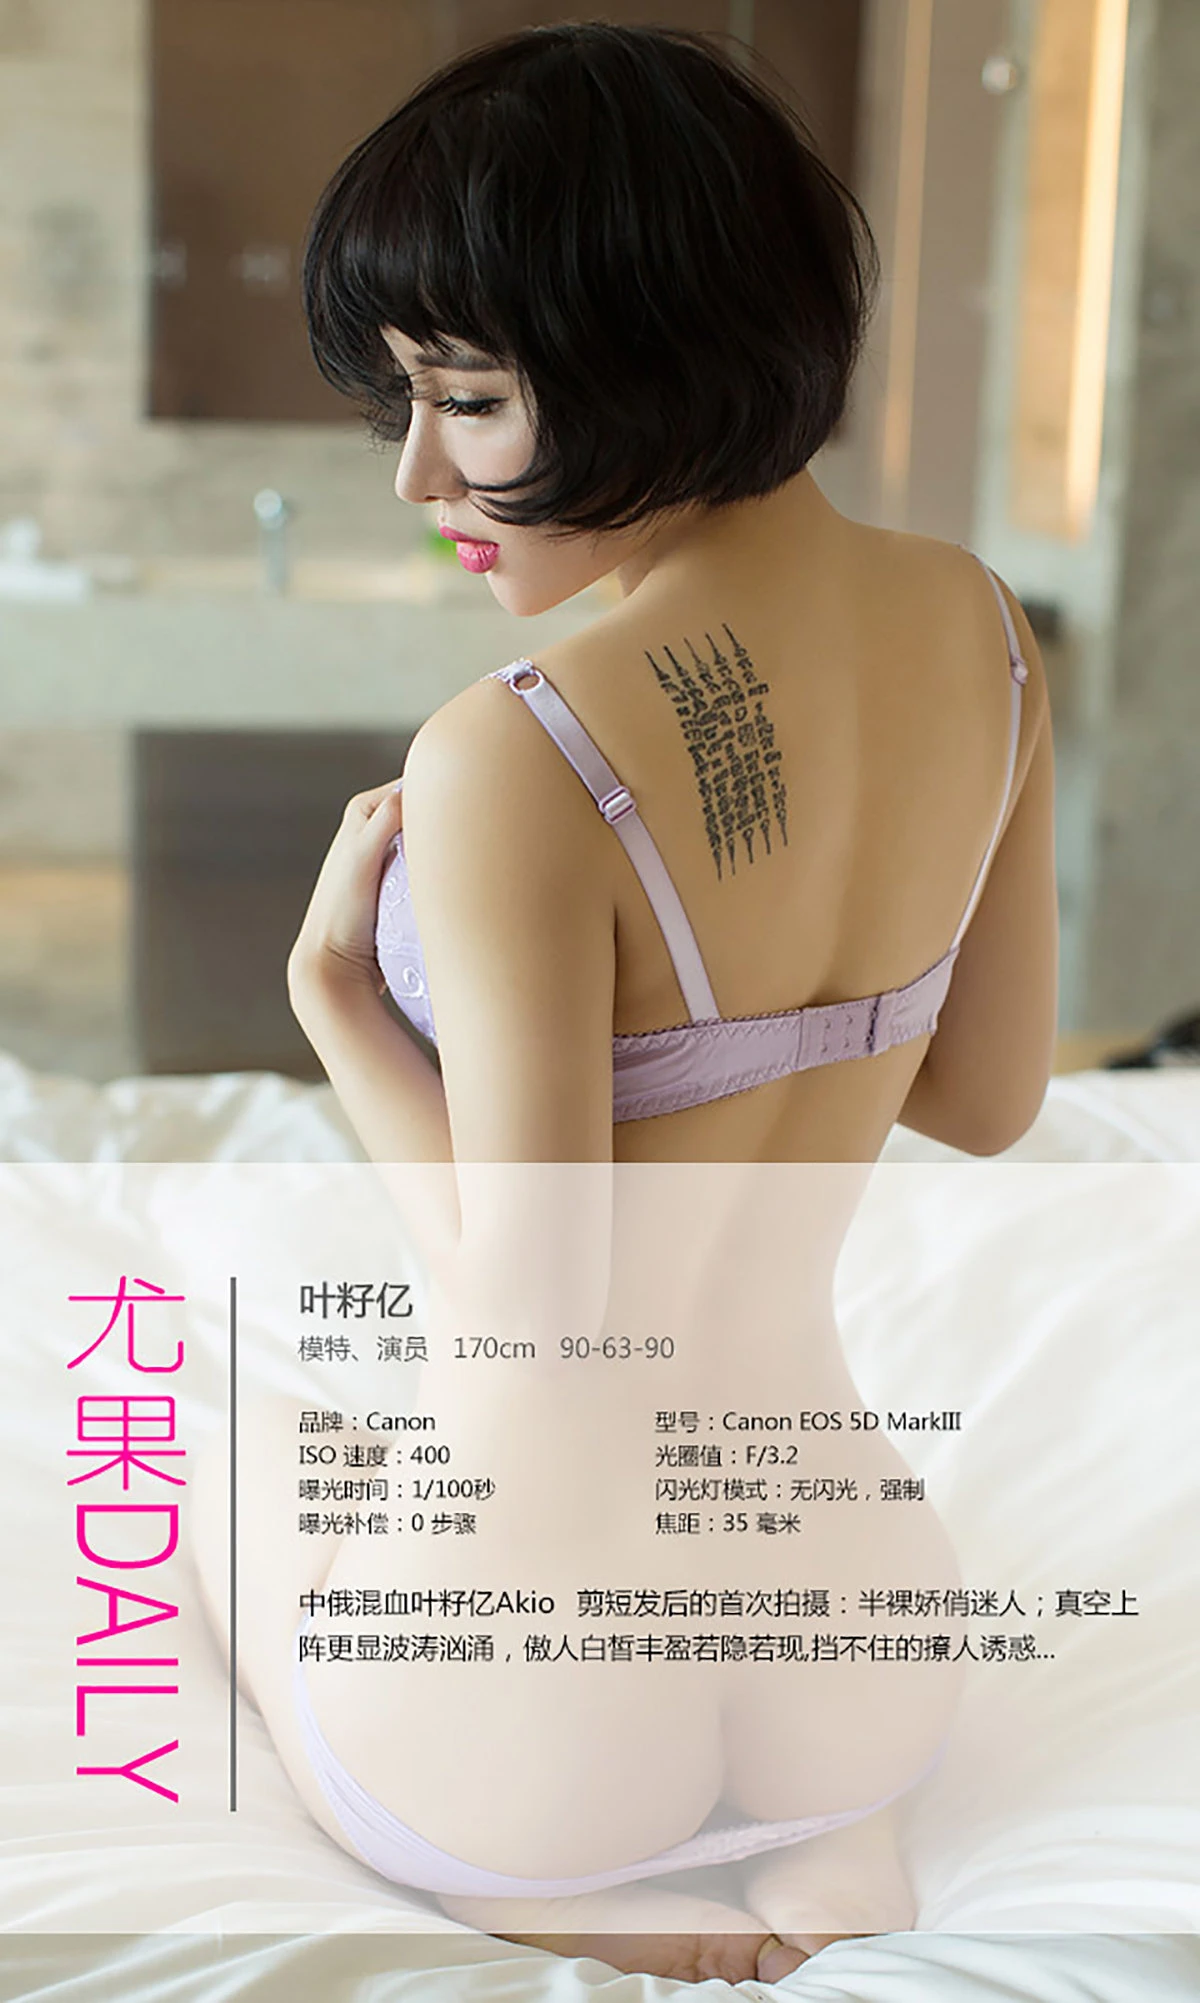 尤果DAILY
叶籽亿
模特、演员 170cm 90-63-90
品牌：Canon 型号：Canon EOS 5D MarkIII
ISO 速度：400 光圈值：F/3.2
曝光时间：1/100秒 闪光灯模式：无闪光，强制
曝光补偿：0 步骤 焦距：35 毫米
中俄混血叶籽亿Akio 剪短发后的首次拍摄：半裸娇俏迷人；真空上
阵更显波涛汹涌，傲人白皙丰盈若隐若现,挡不住的撩人诱惑...